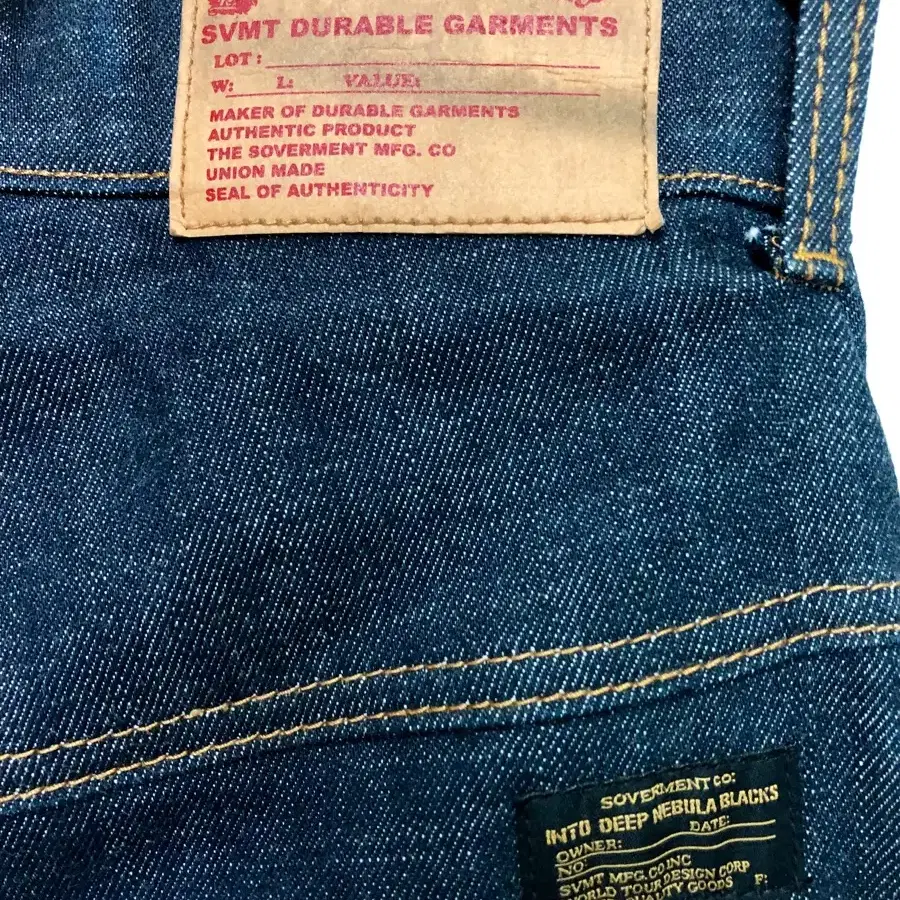 SVMT DURABLE GARMENTS
LOT:
W: L: VALUE:
MAKER OF DURABLE GARMENTS
AUTHENTIC PRODUCT
THE SOVERMENT MFG. CO
UNION MADE
SEAL OF AUTHENTICITY
SOVERMENT CO:
INTO DEEP NEBULA BLACKS
DATE:
OWNER:
NO
SVMT MFG.CO.INC
WORLD TOUR DESIGN CORP F:
QUALITY GOODS